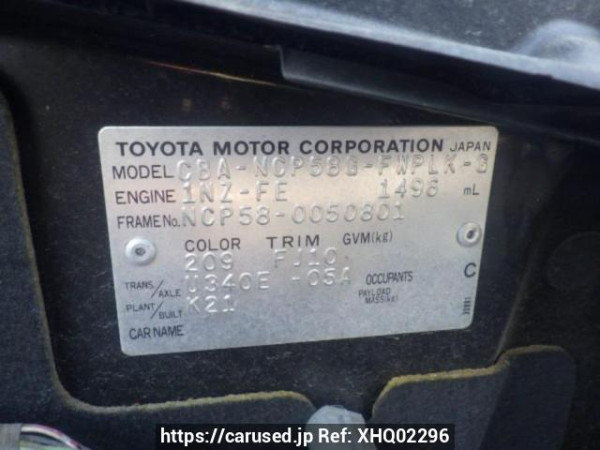 TOYOTA MOTOR CORPORATION JAPAN
MODEL CBA-NCP58G-FWPLK-G
ENGINE 1NZ-FE 1496 mL
FRAME No. NCP58-0050801
COLOR TRIM GVM(kg)
209 FJ10
TRANS./AXLE U340E -05A OCCUPANTS C
PLANT/BUILT K21 PAYLOAD MASS(kg)
CAR NAME
https://carused.jp Ref: XHQ02296